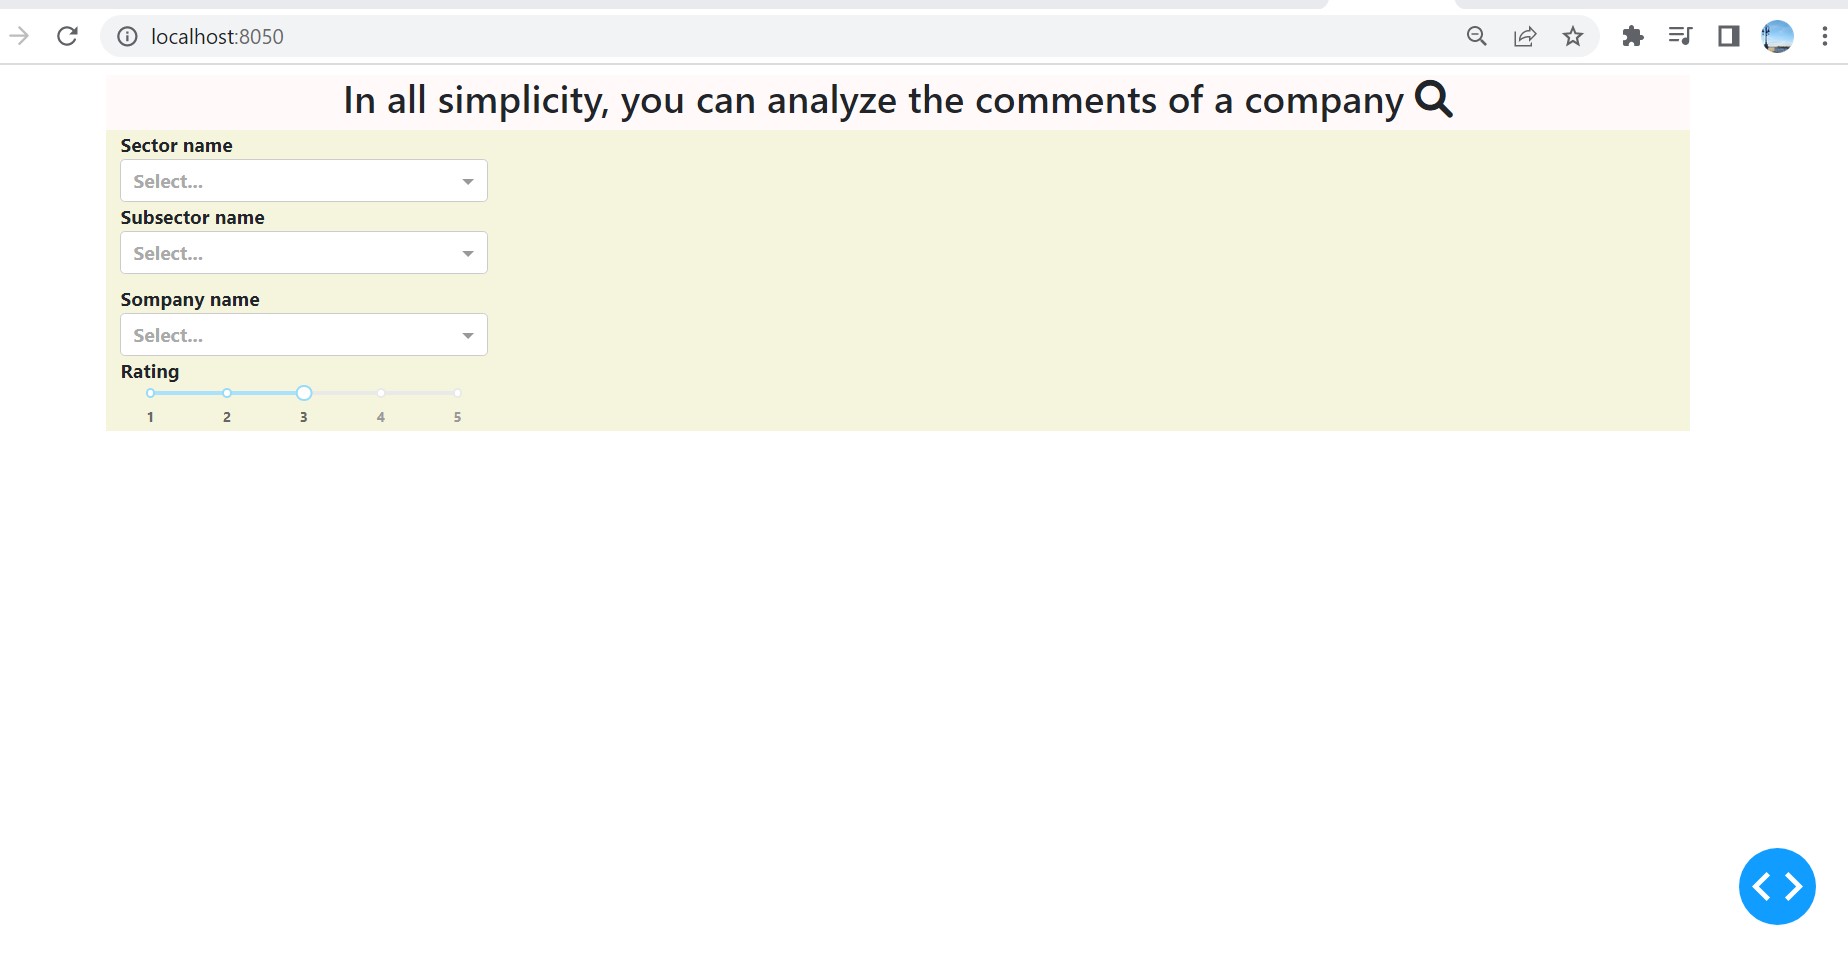 localhost:8050
In all simplicity, you can analyze the comments of a company
Sector name
Select...
Subsector name
Select...
Sompany name
Select...
Rating
1 2 3 4 5